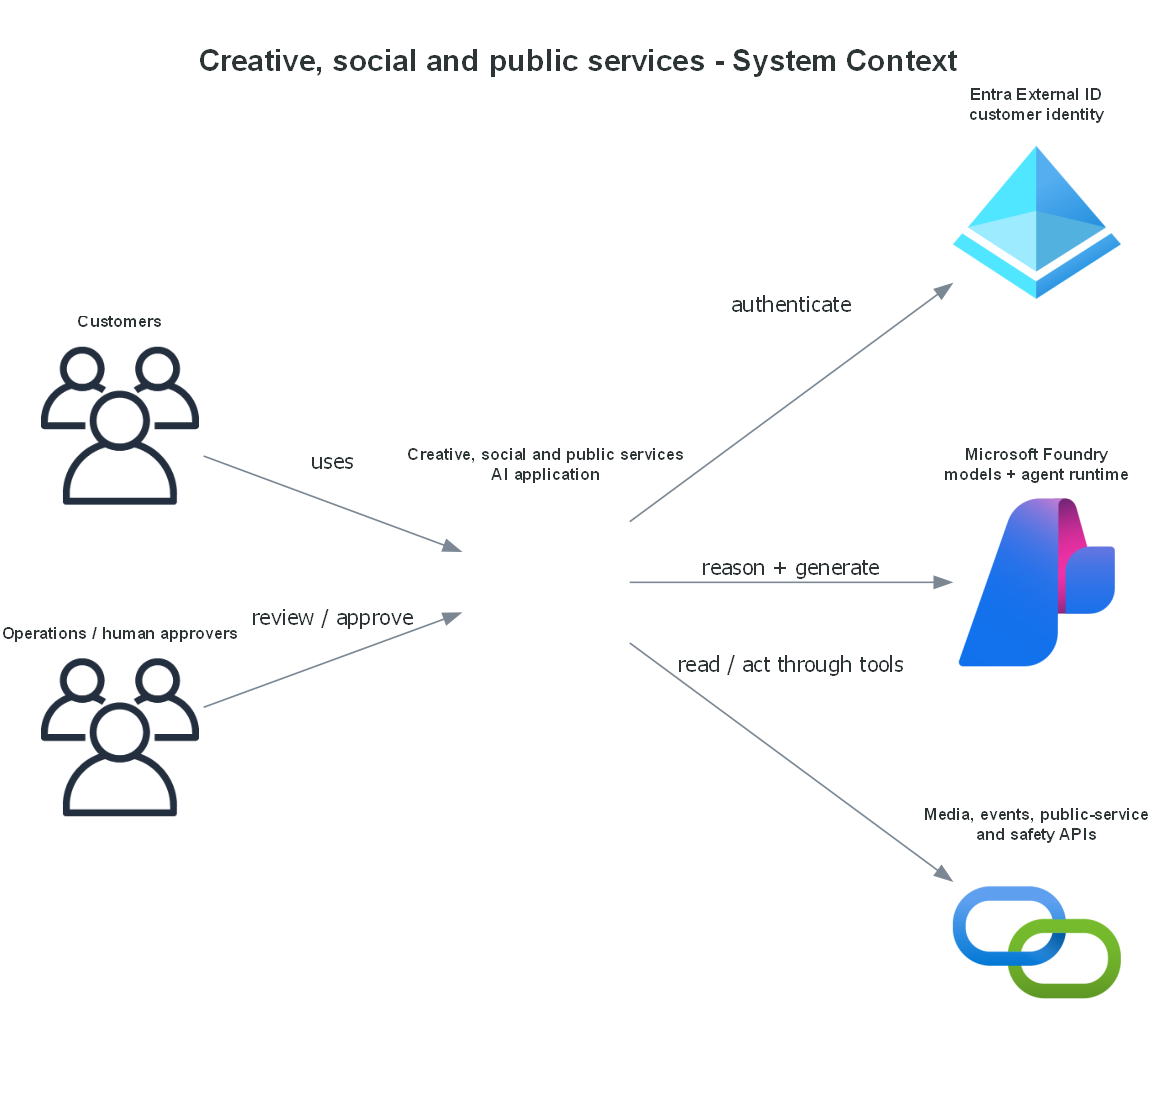 Creative, social and public services - System Context
Entra External ID
customer identity
Customers
authenticate
uses
Creative, social and public services
AI application
Microsoft Foundry
models + agent runtime
reason + generate
review / approve
Operations / human approvers
read / act through tools
Media, events, public-service
and safety APIs